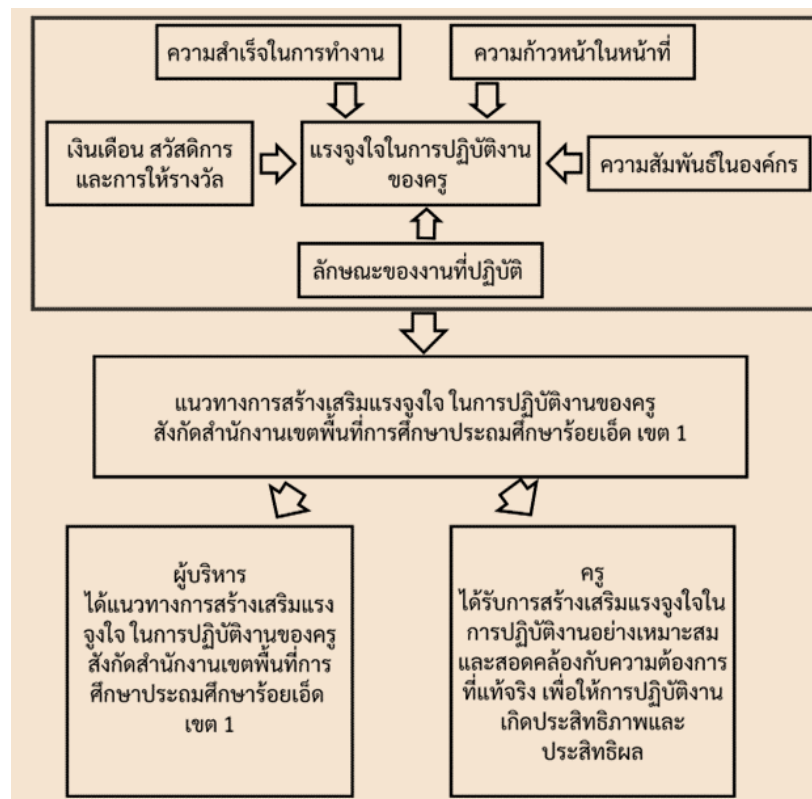 ความสำเร็จในการทำงาน
ความก้าวหน้าในหน้าที่
เงินเดือน สวัสดิการ
และการให้รางวัล
แรงจูงใจในการปฏิบัติงาน
ของครู
ความสัมพันธ์ในองค์กร
ลักษณะของงานที่ปฏิบัติ
แนวทางการสร้างเสริมแรงจูงใจ ในการปฏิบัติงานของครู
สังกัดสำนักงานเขตพื้นที่การศึกษาประถมศึกษาร้อยเอ็ด เขต 1
ผู้บริหาร
ได้แนวทางการสร้างเสริมแรง
จูงใจ ในการปฏิบัติงานของครู
สังกัดสำนักงานเขตพื้นที่การ
ศึกษาประถมศึกษาร้อยเอ็ด
เขต 1
ครู
ได้รับการสร้างเสริมแรงจูงใจใน
การปฏิบัติงานอย่างเหมาะสม
และสอดคล้องกับความต้องการ
ที่แท้จริง เพื่อให้การปฏิบัติงาน
เกิดประสิทธิภาพและ
ประสิทธิผล